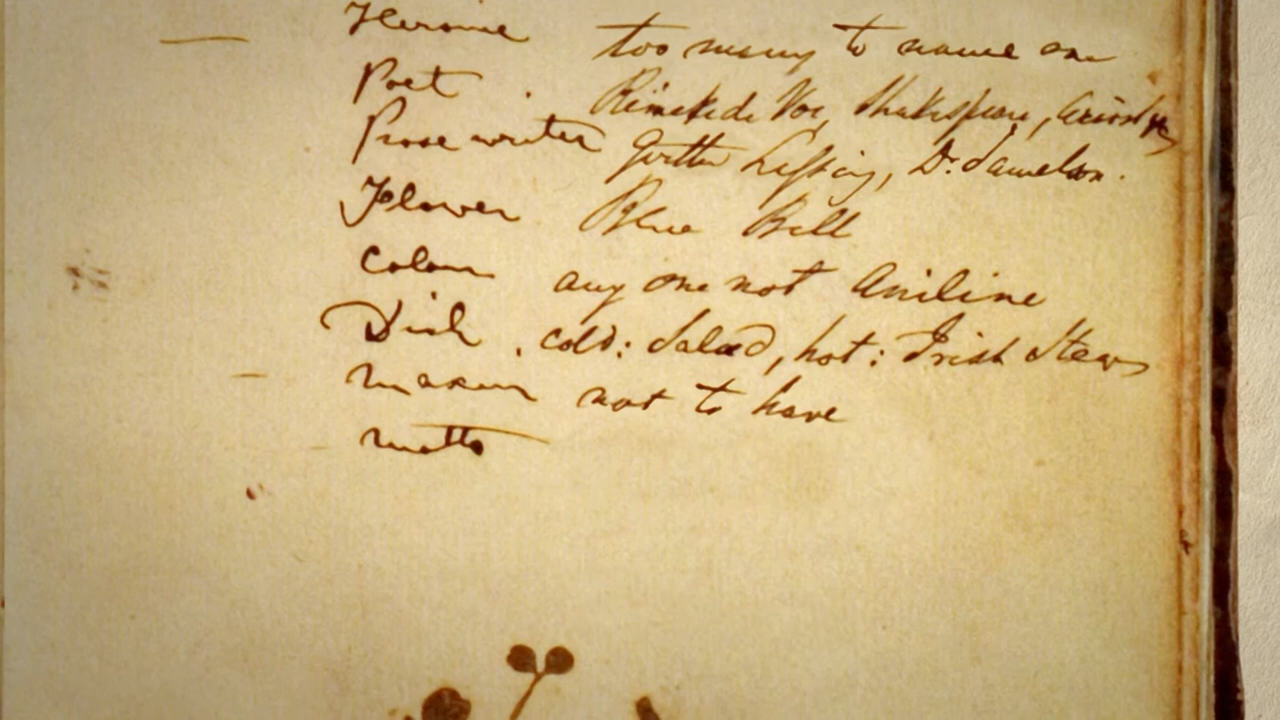 Heroine too many to name one
Poet Reineke de Vos, Shakespeare,
Prose writer Goethe Lessing, Dr. Samelson.
Flower Blue Bell
Colour any one not Aniline
Dish cold: Salad, hot: Irish Stew
Maxim not to have
Motto